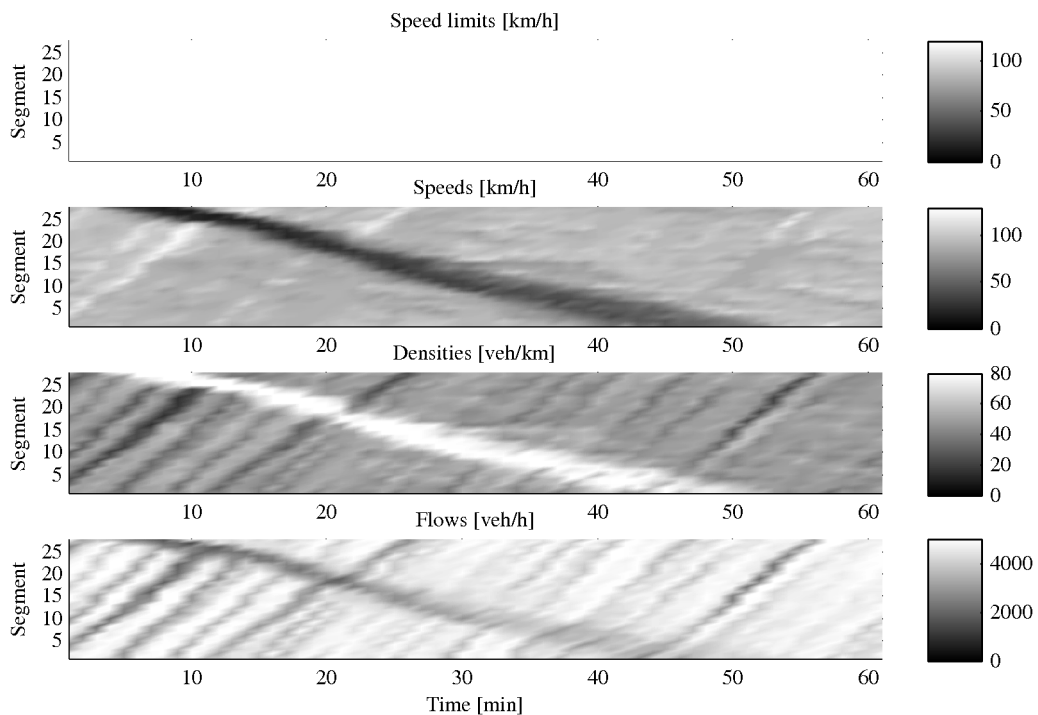 Speed limits [km/h]
Segment
25
20
15
10
5
10 20 40 50 60
100
50
0
Speeds [km/h]
Segment
25
20
15
10
5
10 20 40 50 60
100
50
0
Densities [veh/km]
Segment
25
20
15
10
5
10 20 40 50 60
80
60
40
20
0
Flows [veh/h]
Segment
25
20
15
10
5
10 20 30 40 50 60
4000
2000
0
Time [min]